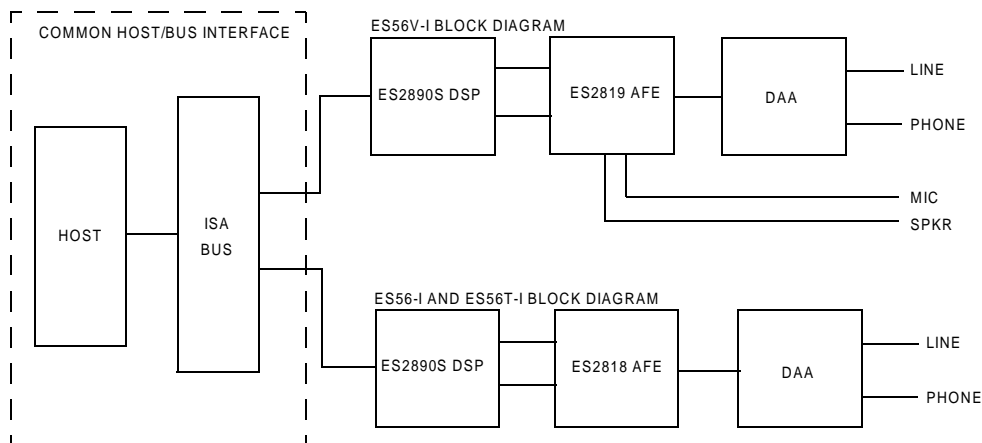 COMMON HOST/BUS INTERFACE
HOST
ISA
BUS
ES56V-I BLOCK DIAGRAM
ES2890S DSP
ES2819 AFE
DAA
LINE
PHONE
MIC
SPKR
ES56-I AND ES56T-I BLOCK DIAGRAM
ES2890S DSP
ES2818 AFE
DAA
LINE
PHONE